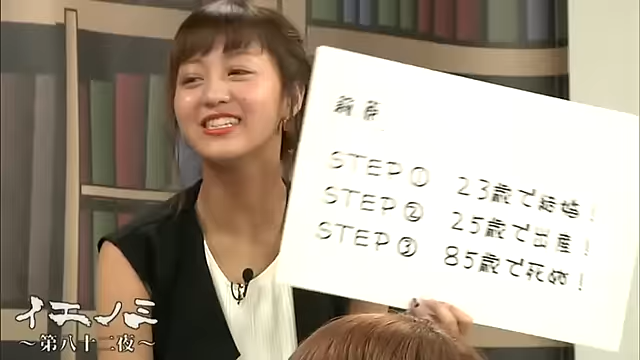 STEP① 23歳で結婚!
STEP② 25歳で出産!
STEP③ 85歳で死ぬ!
イエノミ
～第八十二夜～